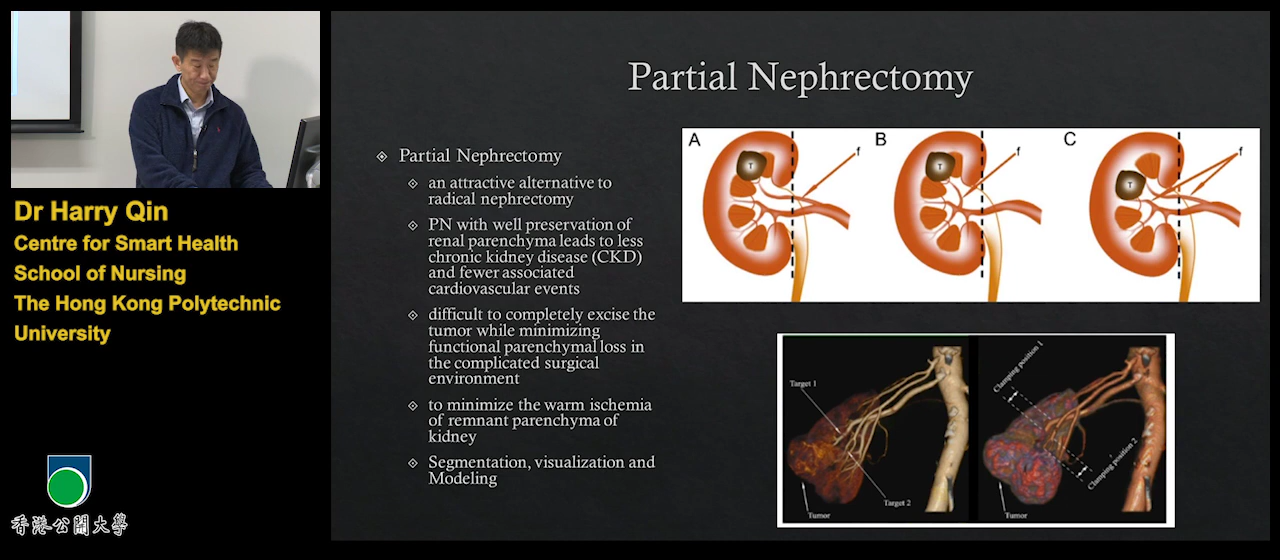 Partial Nephrectomy
Partial Nephrectomy
an attractive alternative to
radical nephrectomy
PN with well preservation of
renal parenchyma leads to less
chronic kidney disease (CKD)
and fewer associated
cardiovascular events
difficult to completely excise the
tumor while minimizing
functional parenchymal loss in
the complicated surgical
environment
to minimize the warm ischemia
of remnant parenchyma of
kidney
Segmentation, visualization and
Modeling
A
T
f
B
T
f
C
T
f
Target 1
Target 2
Tumor
Clamping position 1
Clamping position 2
Tumor
Dr Harry Qin
Centre for Smart Health
School of Nursing
The Hong Kong Polytechnic
University
香港公開大學